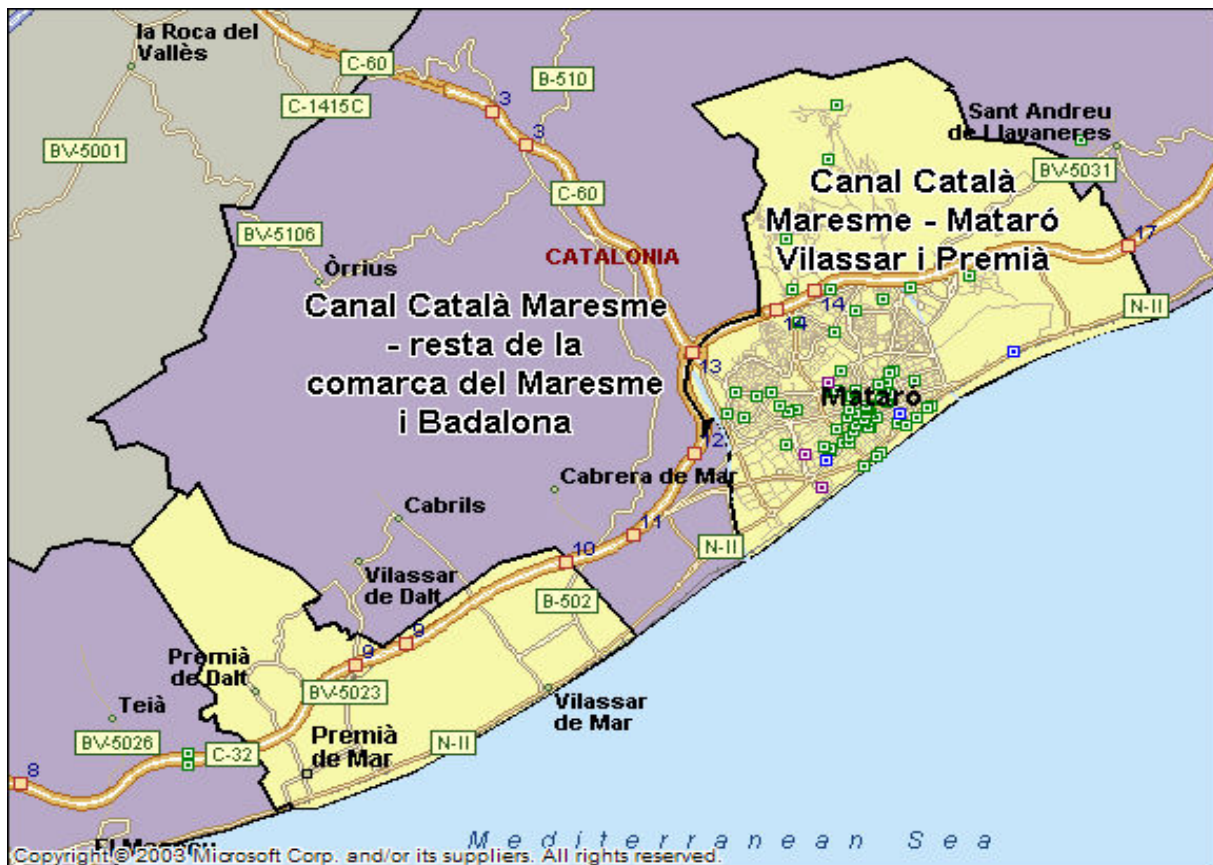 la Roca del
Vallès
C-60
B-510
C-1415C
3
3
Sant Andreu
de Llavaneres
BV-5001
BV-5031
C-60
Canal Català
Maresme - Mataró
Vilassar i Premià
BV-5106
17
CATALONIA
Òrrius
Canal Català Maresme
- resta de la
comarca del Maresme
i Badalona
14
14
N-II
13
Mataró
12
Cabrera de Mar
Cabrils
11
10
N-II
Vilassar
de Dalt
B-502
9
9
Premià
de Dalt
BV-5023
Vilassar
de Mar
Teià
BV-5026
C-32
Premià
de Mar
N-II
8
Mediterranean Sea
Copyright © 2003 Microsoft Corp. and/or its suppliers. All rights reserved.